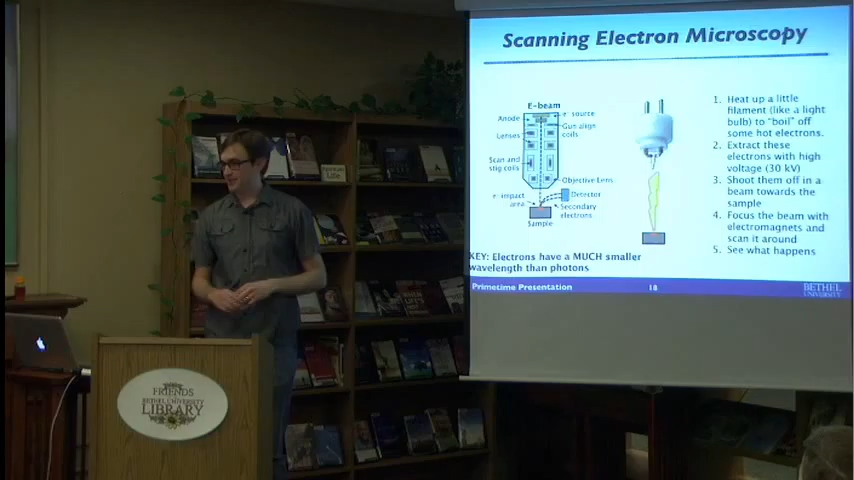 Scanning Electron Microscopy
E-beam
Anode
e⁻ source
Gun align
coils
Lenses
Scan and
stig coils
Objective Lens
e⁻ impact
area
Detector
Secondary
electrons
Sample
1. Heat up a little
filament (like a light
bulb) to "boil" off
some hot electrons.
2. Extract these
electrons with high
voltage (30 kV)
3. Shoot them off in a
beam towards the
sample
4. Focus the beam with
electromagnets and
scan it around
5. See what happens
KEY: Electrons have a MUCH smaller
wavelength than photons
Primetime Presentation
18
BETHEL
UNIVERSITY
FRIENDS
OF THE BETHEL UNIVERSITY
LIBRARY